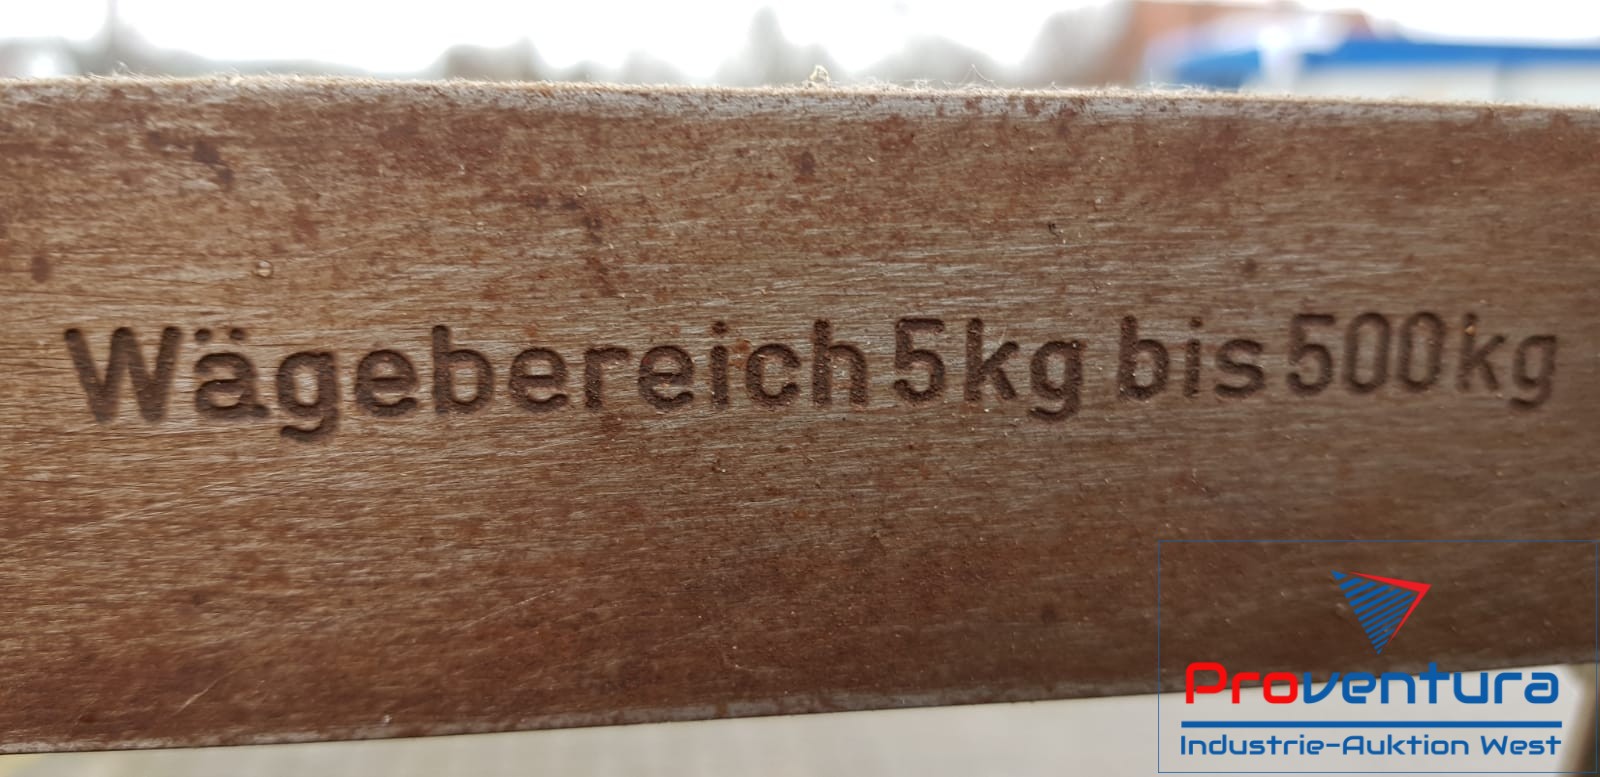 Wägebereich 5kg bis 500kg
Proventura
Industrie-Auktion West